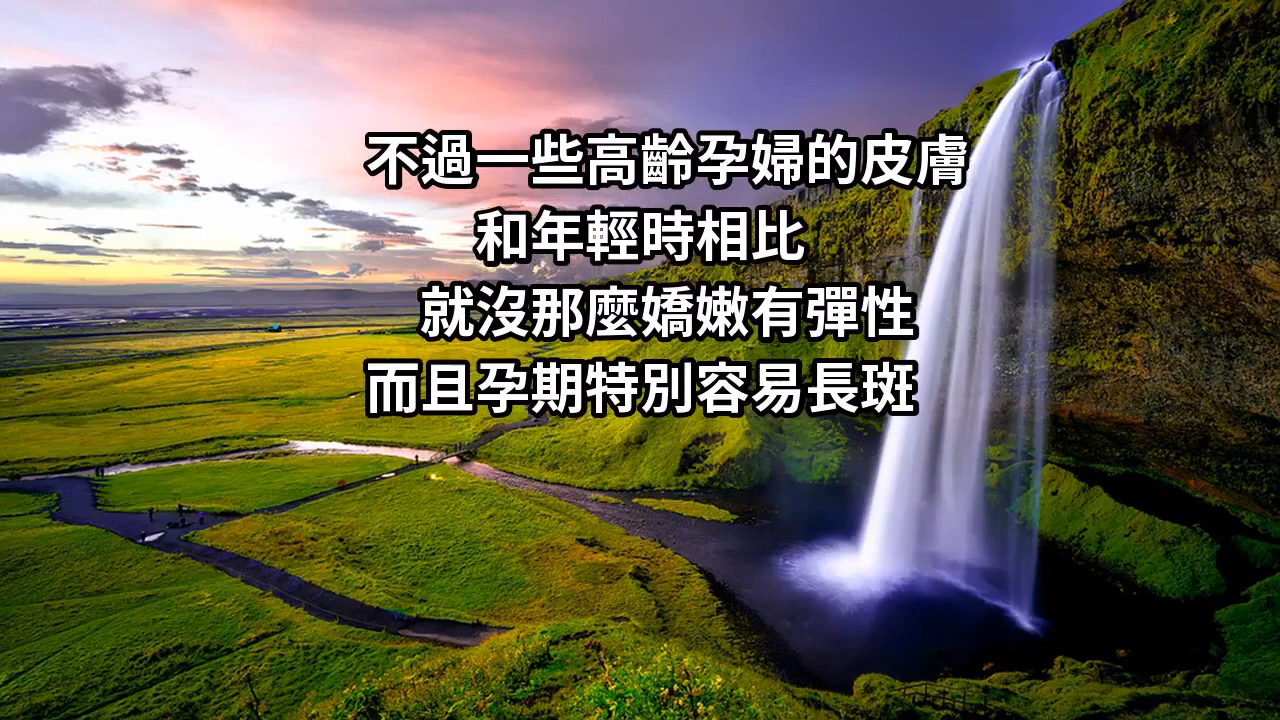 不過一些高齡孕婦的皮膚
和年輕時相比
就沒那麼嬌嫩有彈性
而且孕期特別容易長斑